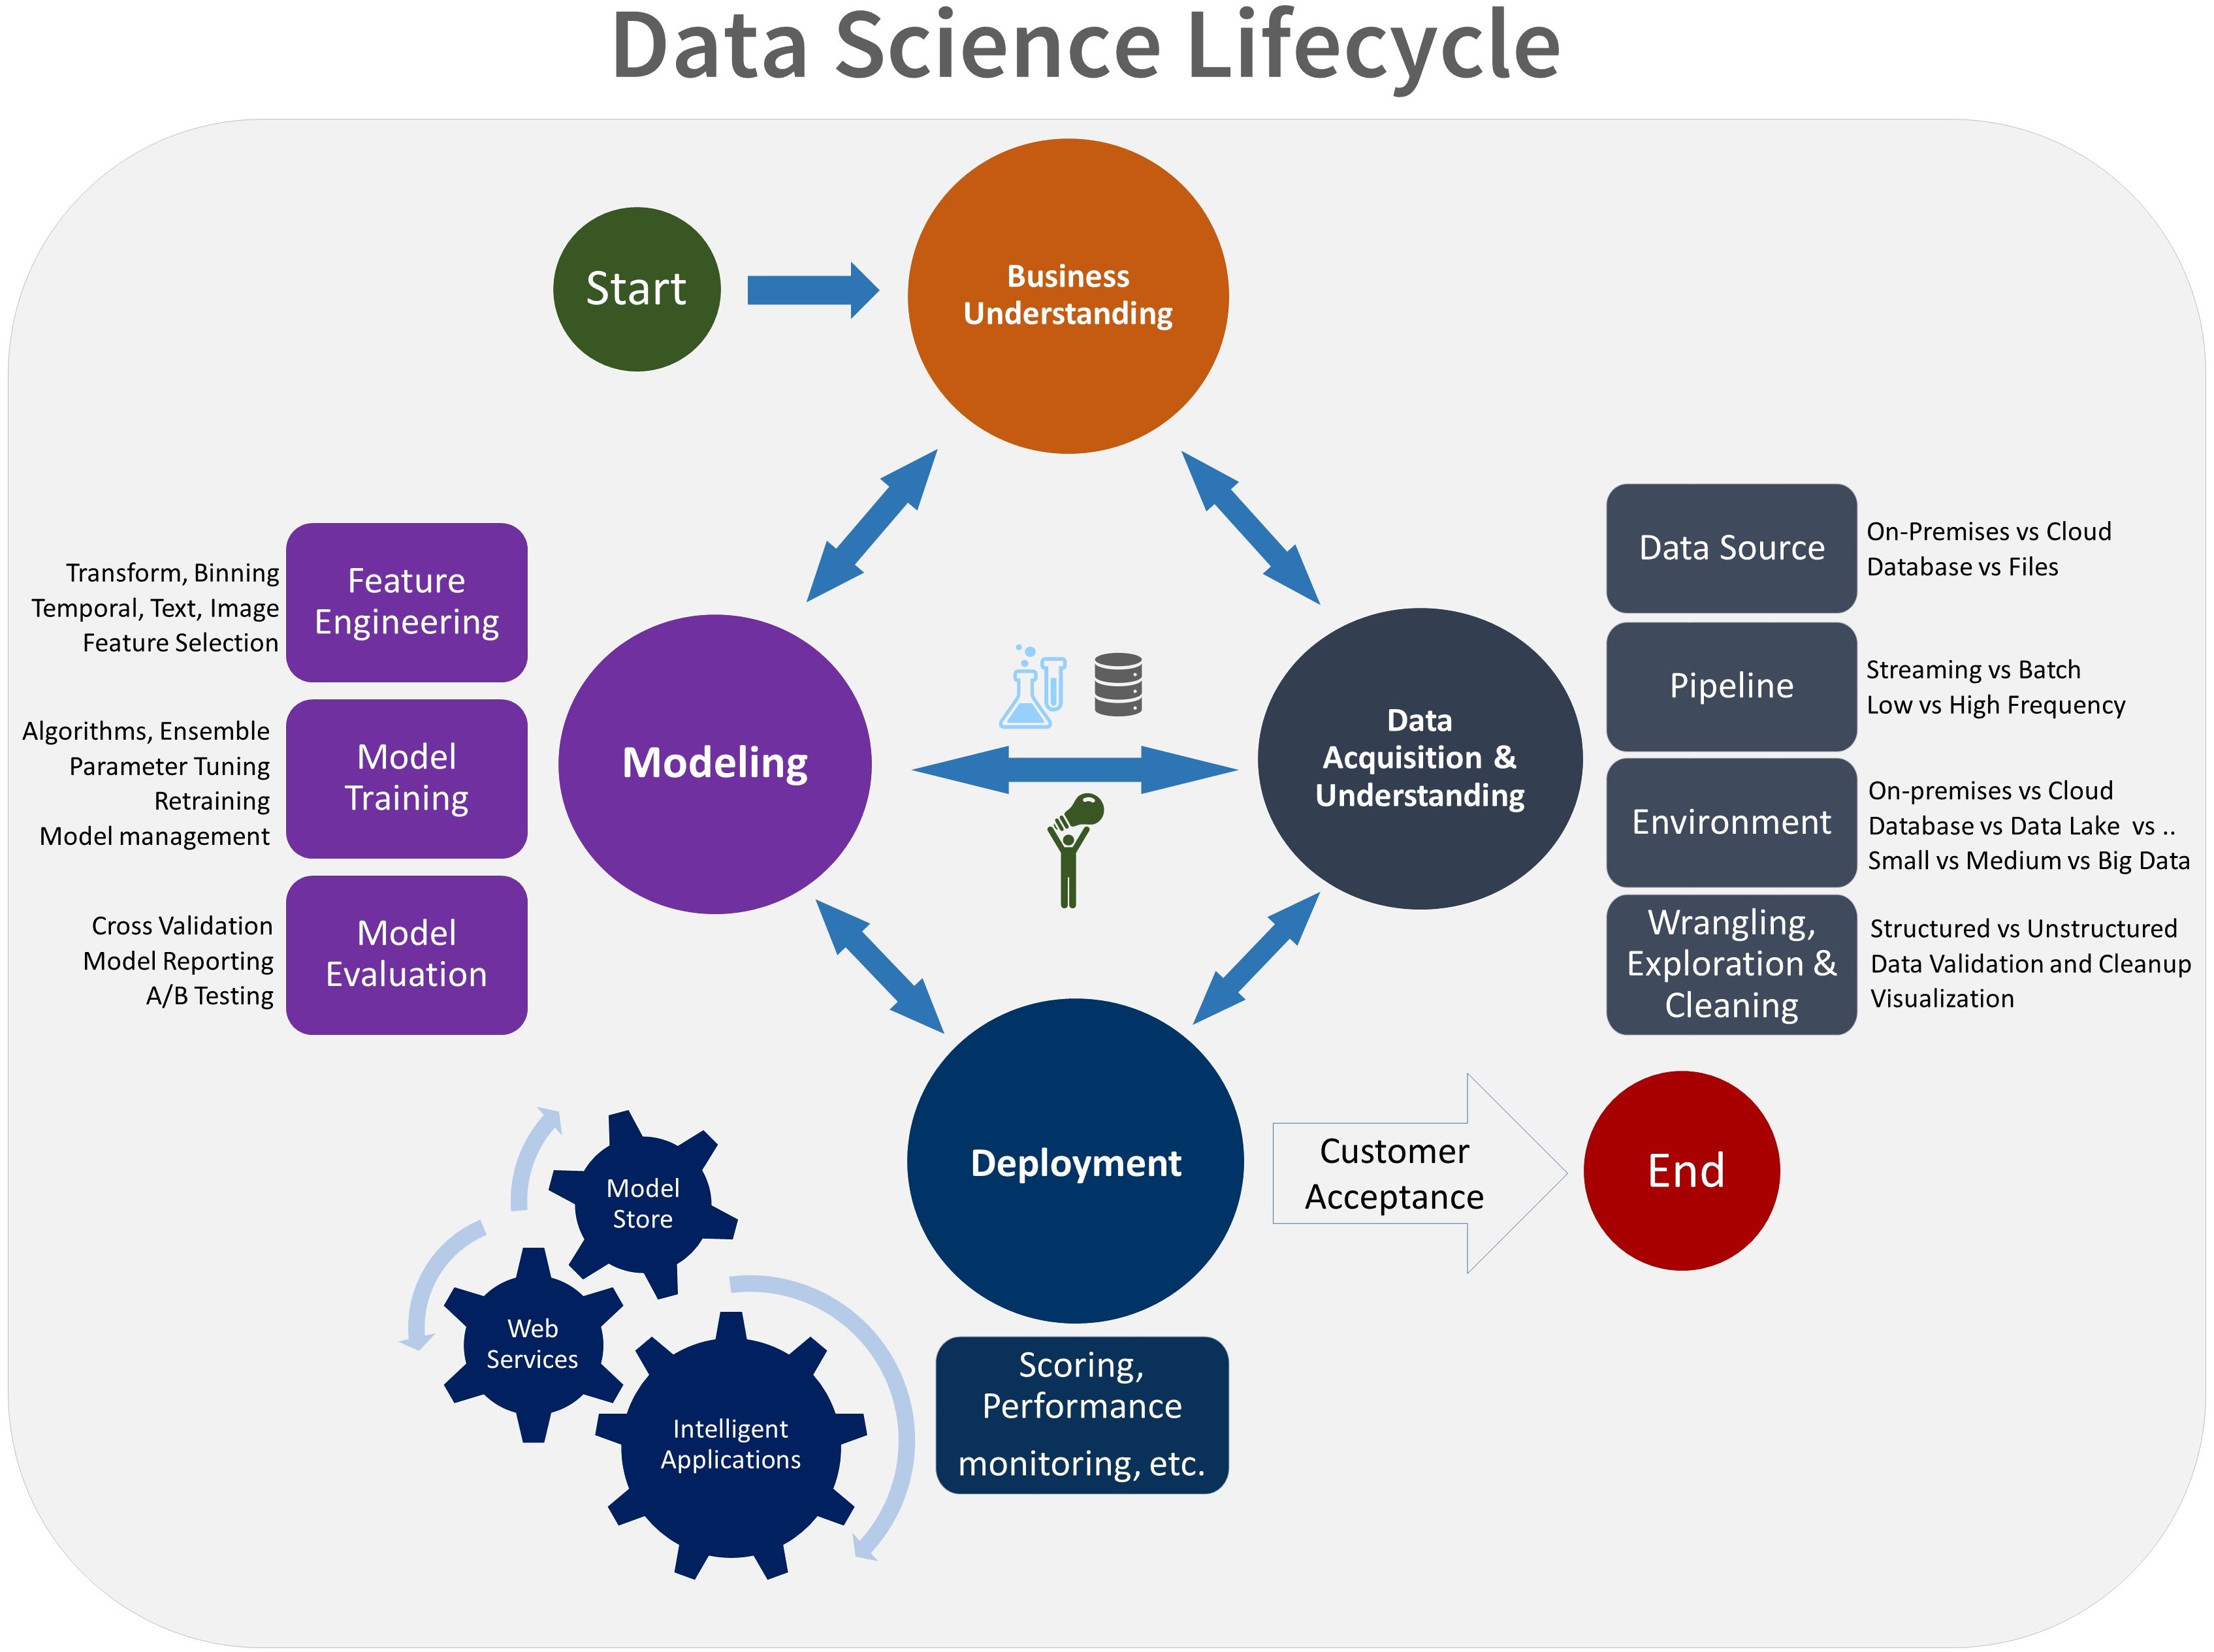 Data Science Lifecycle
Start
Business
Understanding
Feature
Engineering
Transform, Binning
Temporal, Text, Image
Feature Selection
Model
Training
Algorithms, Ensemble
Parameter Tuning
Retraining
Model management
Model
Evaluation
Cross Validation
Model Reporting
A/B Testing
Modeling
Data
Acquisition &
Understanding
Data Source
On-Premises vs Cloud
Database vs Files
Pipeline
Streaming vs Batch
Low vs High Frequency
Environment
On-premises vs Cloud
Database vs Data Lake  vs ..
Small vs Medium vs Big Data
Wrangling,
Exploration &
Cleaning
Structured vs Unstructured
Data Validation and Cleanup
Visualization
Deployment
Customer
Acceptance
End
Model
Store
Web
Services
Intelligent
Applications
Scoring,
Performance
monitoring, etc.